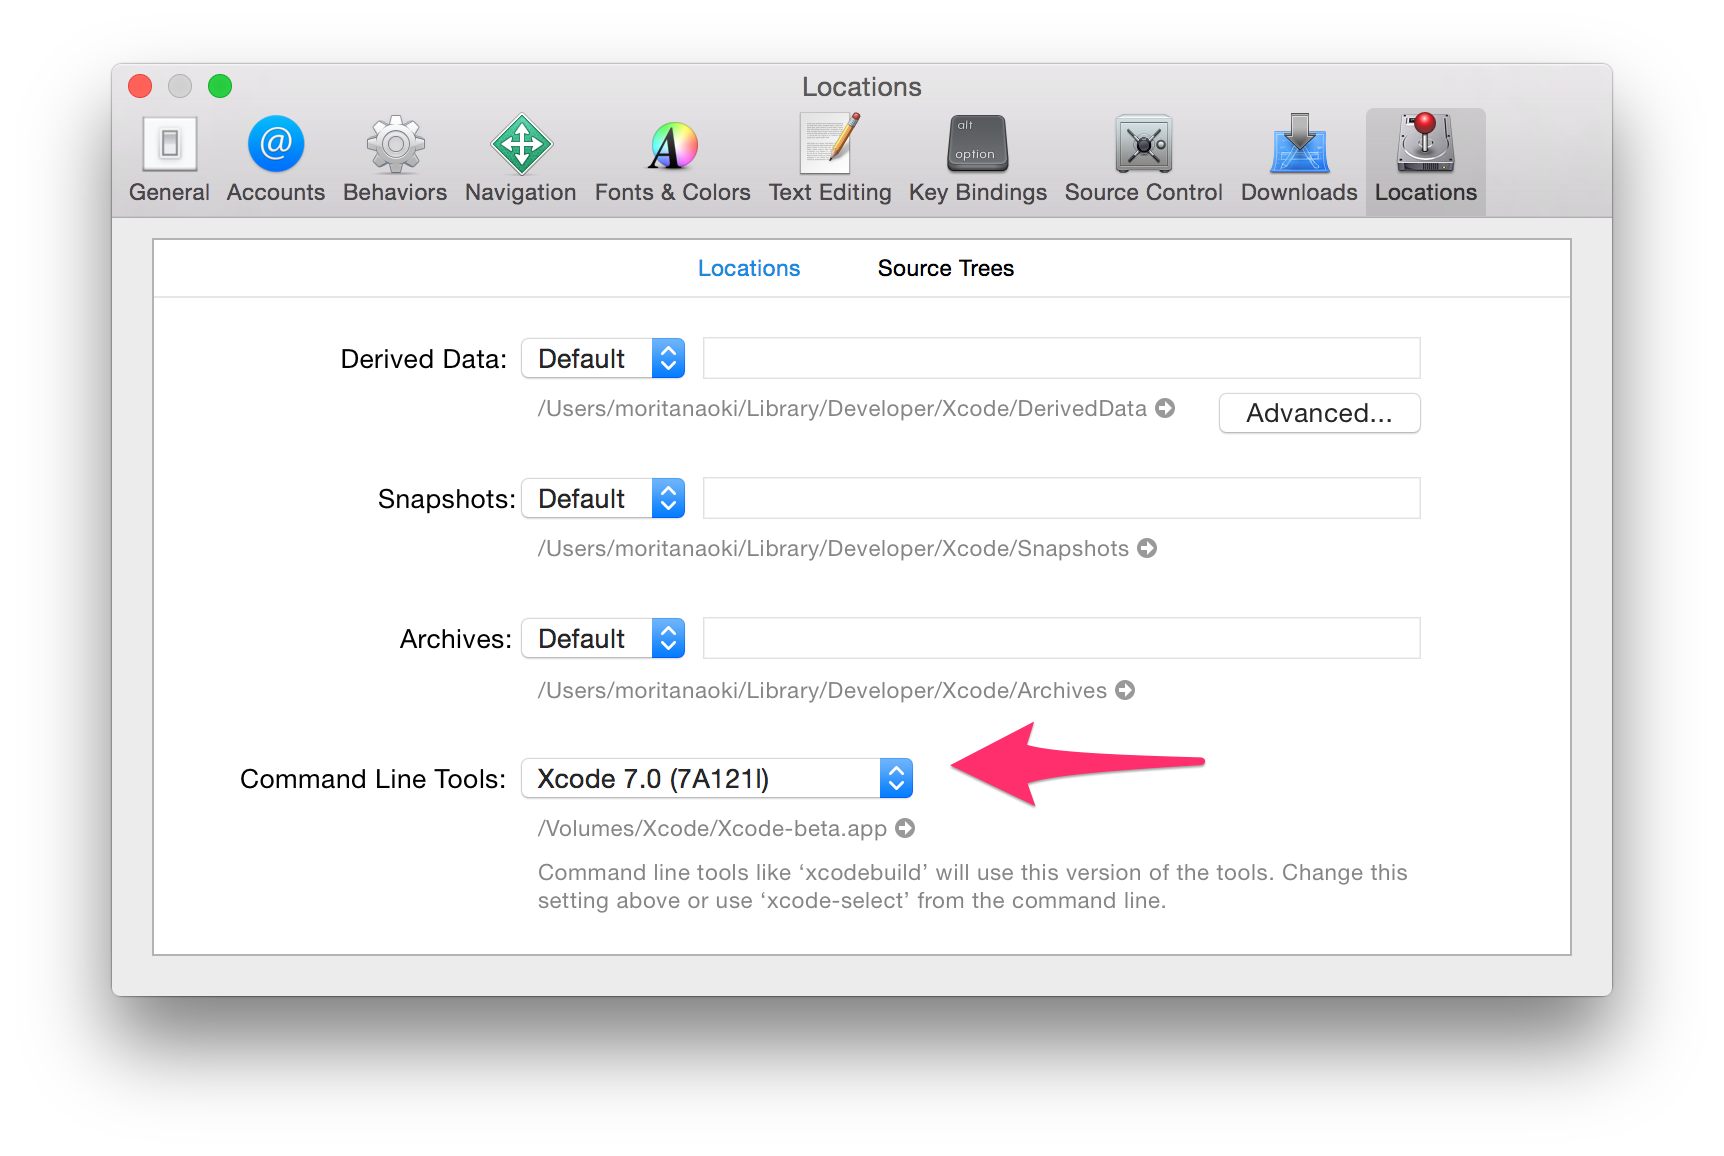 Locations
@
alt
option
General Accounts Behaviors Navigation Fonts & Colors Text Editing Key Bindings Source Control Downloads Locations
Locations Source Trees
Derived Data: Default
/Users/moritanaoki/Library/Developer/Xcode/DerivedData
Advanced...
Snapshots: Default
/Users/moritanaoki/Library/Developer/Xcode/Snapshots
Archives: Default
/Users/moritanaoki/Library/Developer/Xcode/Archives
Command Line Tools: Xcode 7.0 (7A121l)
/Volumes/Xcode/Xcode-beta.app
Command line tools like ‘xcodebuild’ will use this version of the tools. Change this
setting above or use ‘xcode-select’ from the command line.